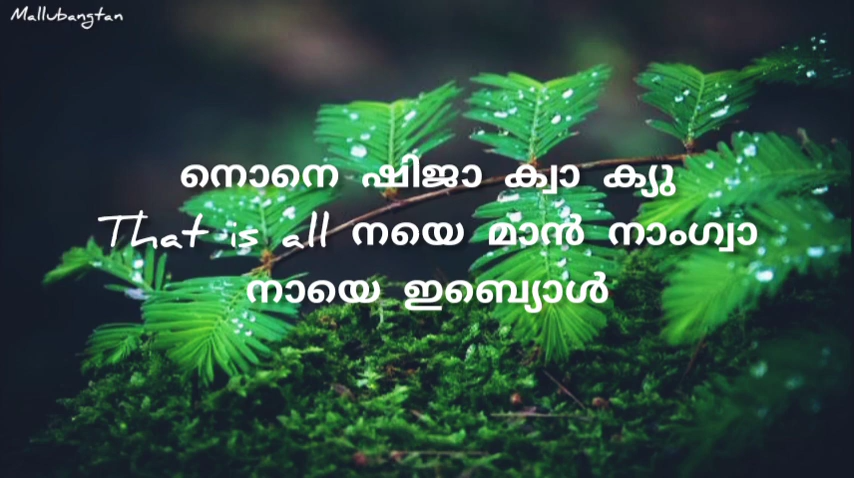 Mallubangtan
നൊനെ ഷിജാ ക്വാ ക്യു
That is all നയെ മാൻ നാംഗ്വാ
നായെ ഇബ്യൊൾ